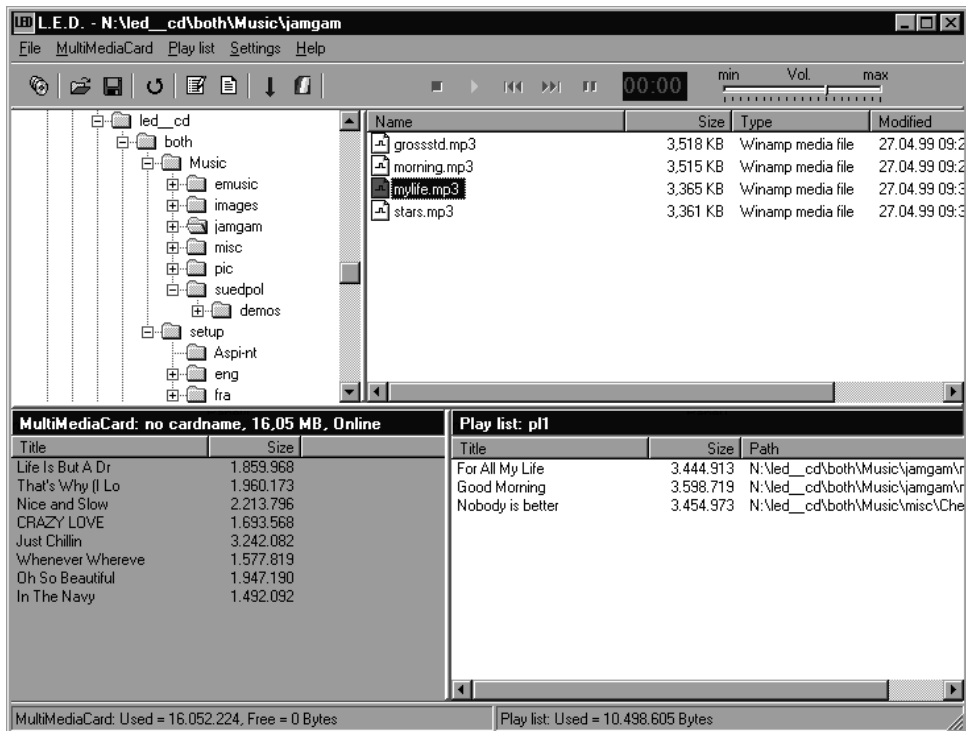 LED L.E.D. - N:\led__cd\both\Music\jamgam
File MultiMediaCard Play list Settings Help
00:00 min Vol. max
led__cd
both
Music
emusic
images
jamgam
misc
pic
suedpol
demos
setup
Aspi-nt
eng
fra
Name Size Type Modified
grossstd.mp3 3,518 KB Winamp media file 27.04.99 09:2
morning.mp3 3,515 KB Winamp media file 27.04.99 09:2
mylife.mp3 3,365 KB Winamp media file 27.04.99 09:3
stars.mp3 3,361 KB Winamp media file 27.04.99 09:3
MultiMediaCard: no cardname, 16,05 MB, Online
Title Size
Life Is But A Dr 1.859.968
That's Why (I Lo 1.960.173
Nice and Slow 2.213.796
CRAZY LOVE 1.693.568
Just Chillin 3.242.082
Whenever Whereve 1.577.819
Oh So Beautiful 1.947.190
In The Navy 1.492.092
Play list: pl1
Title Size Path
For All My Life 3.444.913 N:\led__cd\both\Music\jamgam\r
Good Morning 3.598.719 N:\led__cd\both\Music\jamgam\r
Nobody is better 3.454.973 N:\led__cd\both\Music\misc\Che
MultiMediaCard: Used = 16.052.224, Free = 0 Bytes
Play list: Used = 10.498.605 Bytes